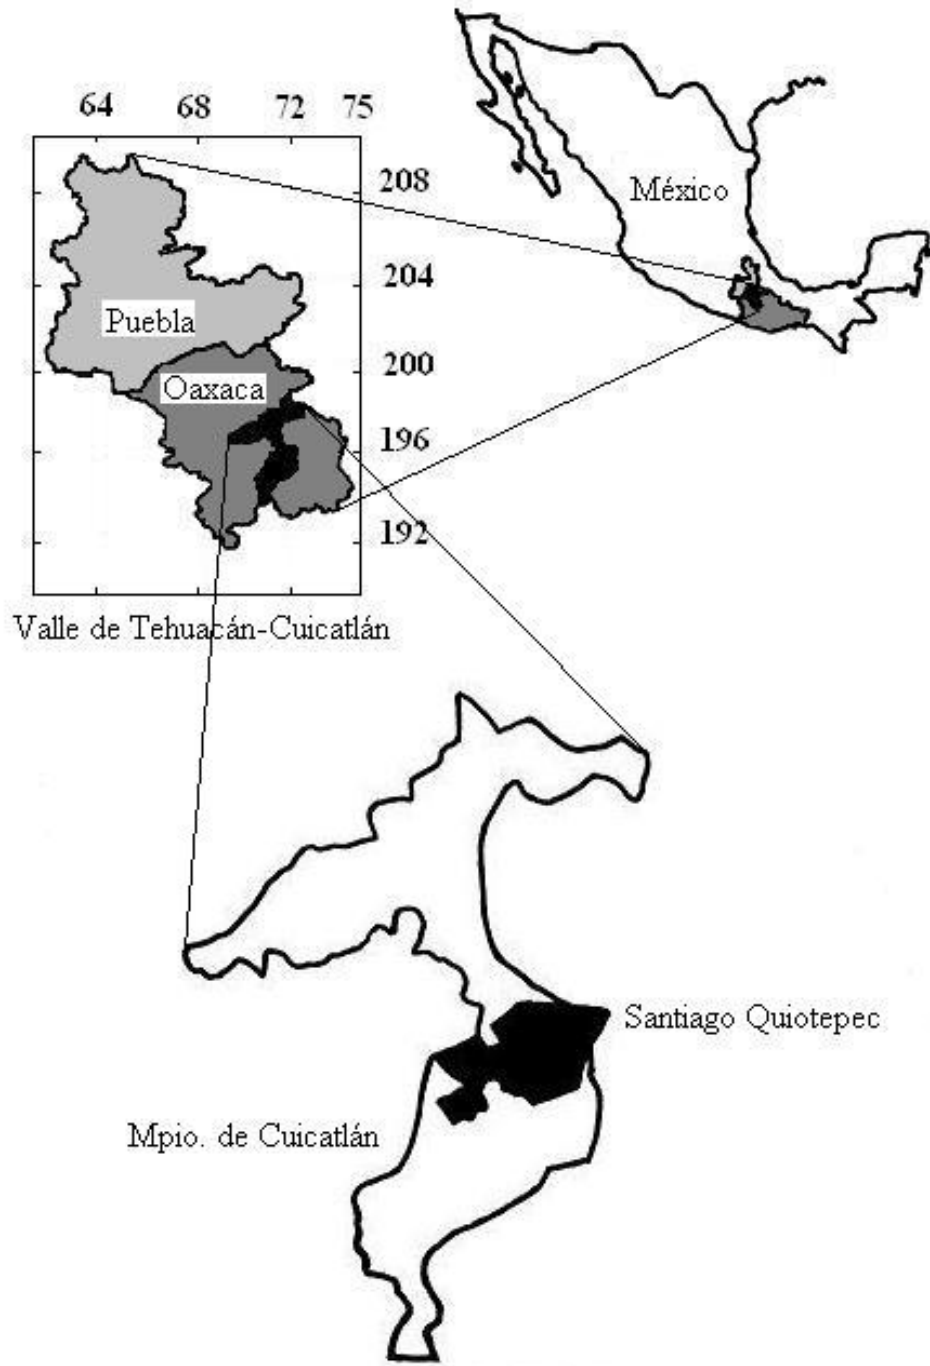 64 68 72 75
México
208
204
Puebla
200
Oaxaca
196
192
Valle de Tehuacán-Cuicatlán
Santiago Quiotepec
Mpio. de Cuicatlán